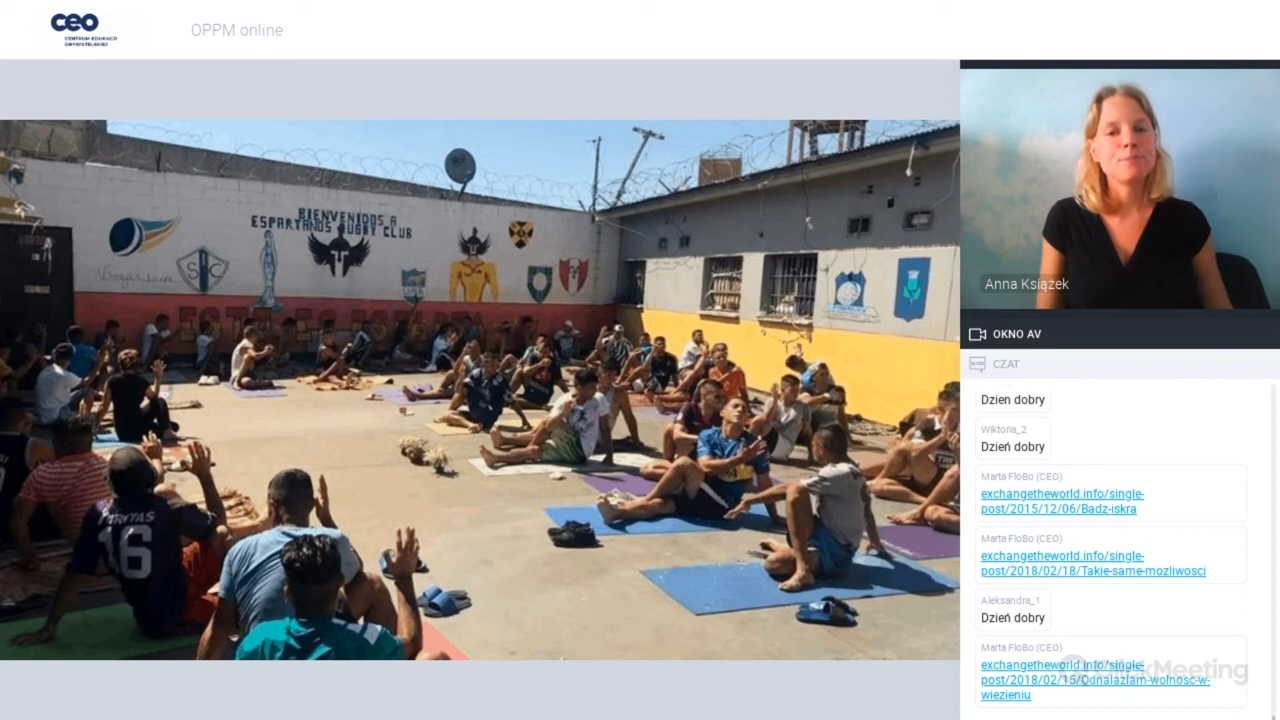 ceo
CENTRUM EDUKACJI
OBYWATELSKIEJ
OPPM online
BIENVENIDOS A
ESPARTANOS RUGBY CLUB
SIC
16
Anna Książek
OKNO AV
CZAT
Dzien dobry
Wiktoria_2
Dzień dobry
Marta FloBo (CEO)
exchangetheworld.info/single-
post/2015/12/06/Badz-iskra
Marta FloBo (CEO)
exchangetheworld.info/single-
post/2018/02/18/Takie-same-mozliwosci
Aleksandra_1
Dzień dobry
Marta FloBo (CEO)
exchangetheworld.info/single-
post/2018/02/15/Odnalazlam-wolnosc-w-
wiezieniu
ClickMeeting